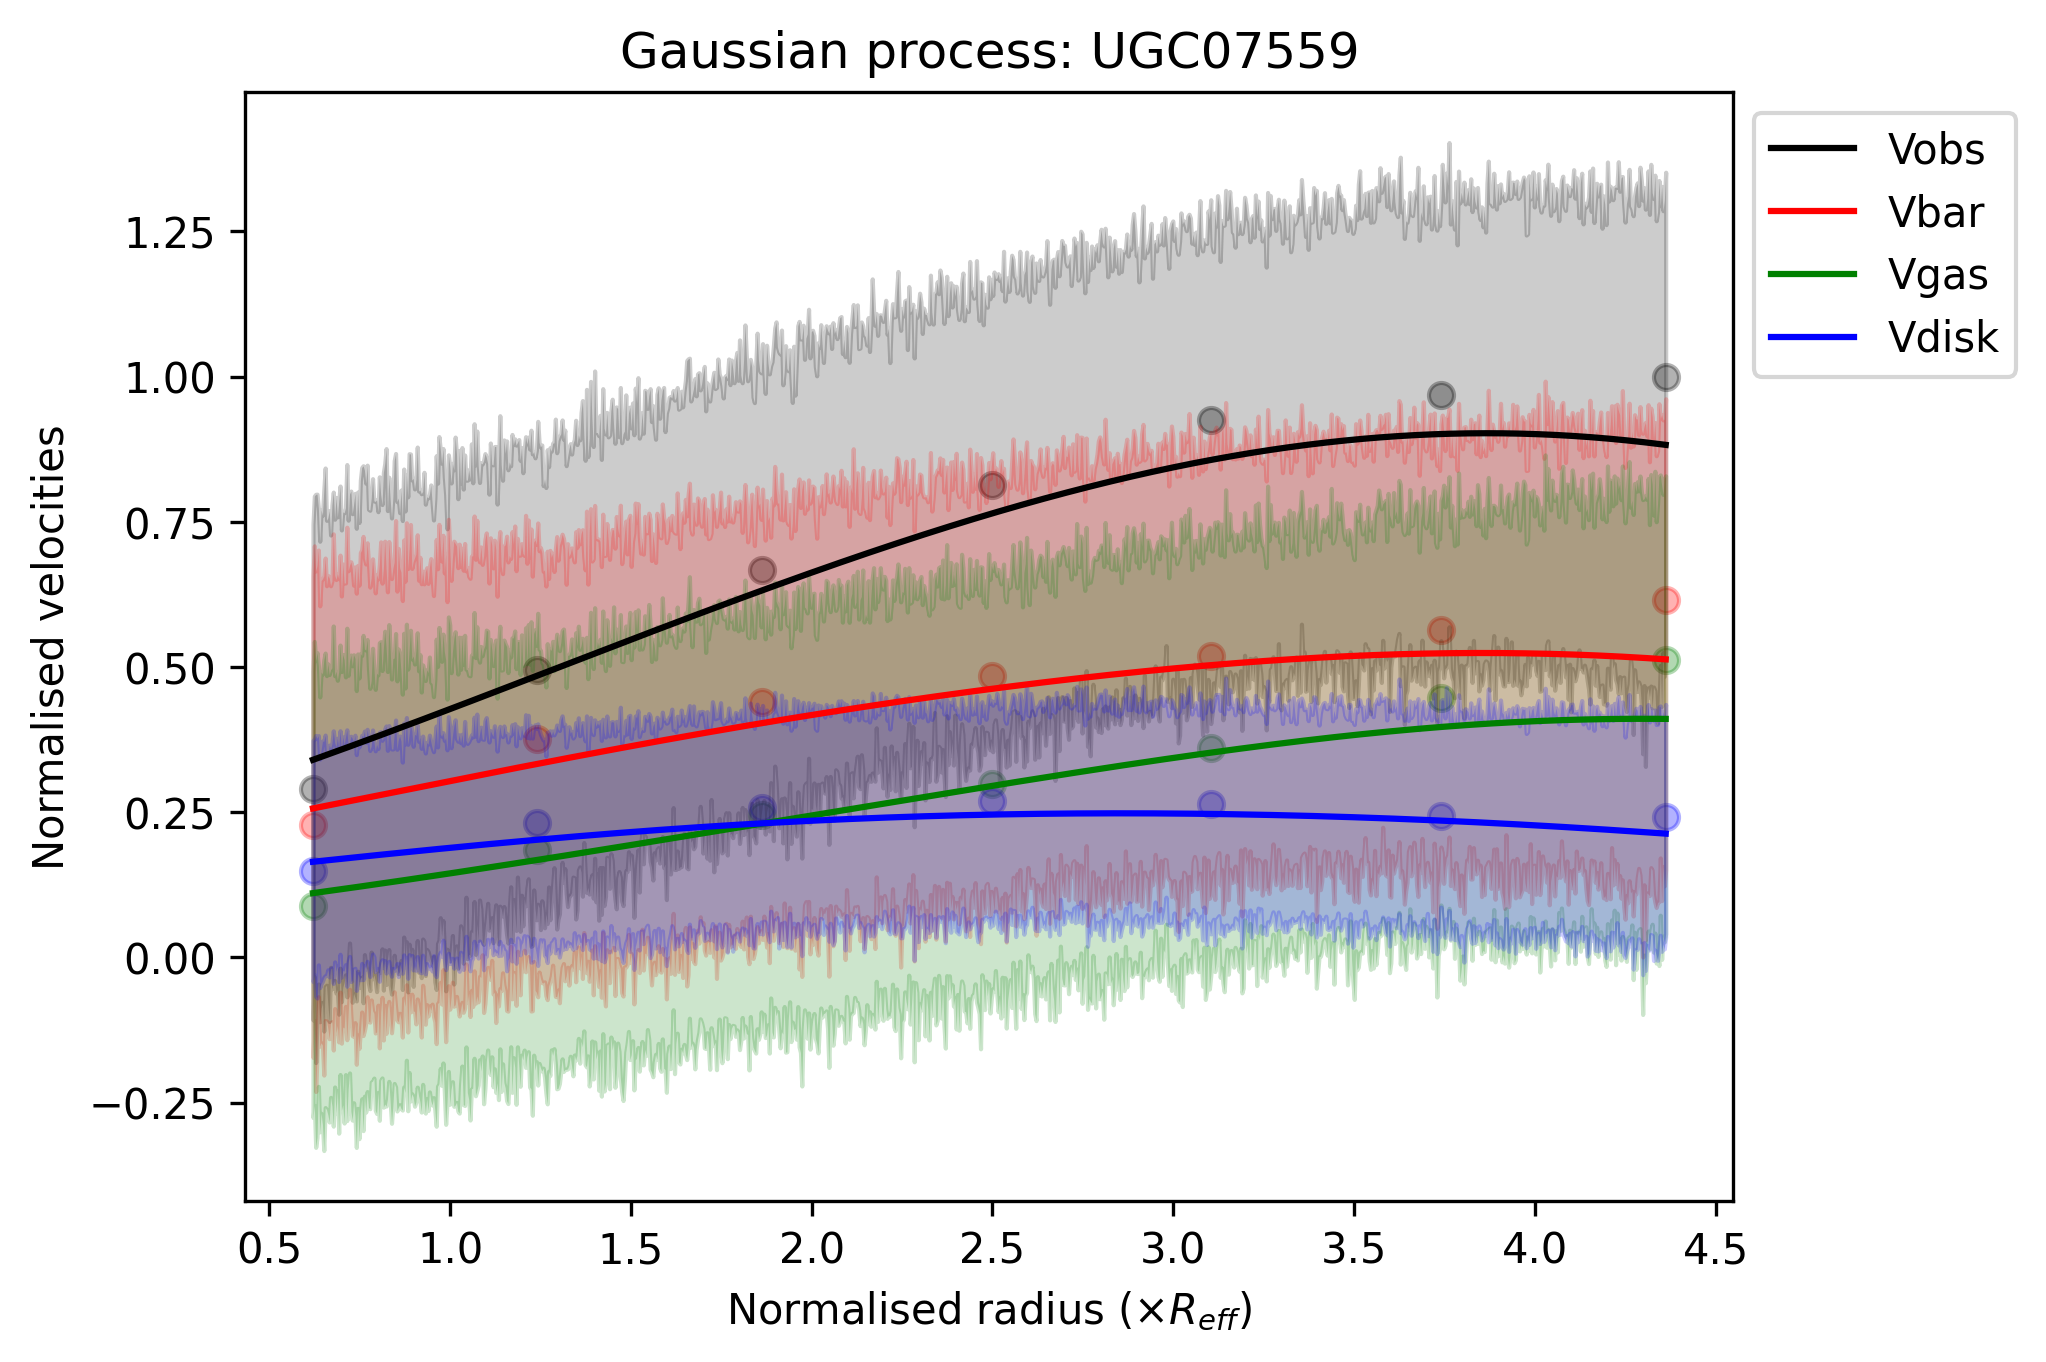 Gaussian process: UGC07559
Normalised velocities
1.25
1.00
0.75
0.50
0.25
0.00
−0.25
0.5 1.0 1.5 2.0 2.5 3.0 3.5 4.0 4.5
Normalised radius (×R_eff)
Vobs
Vbar
Vgas
Vdisk